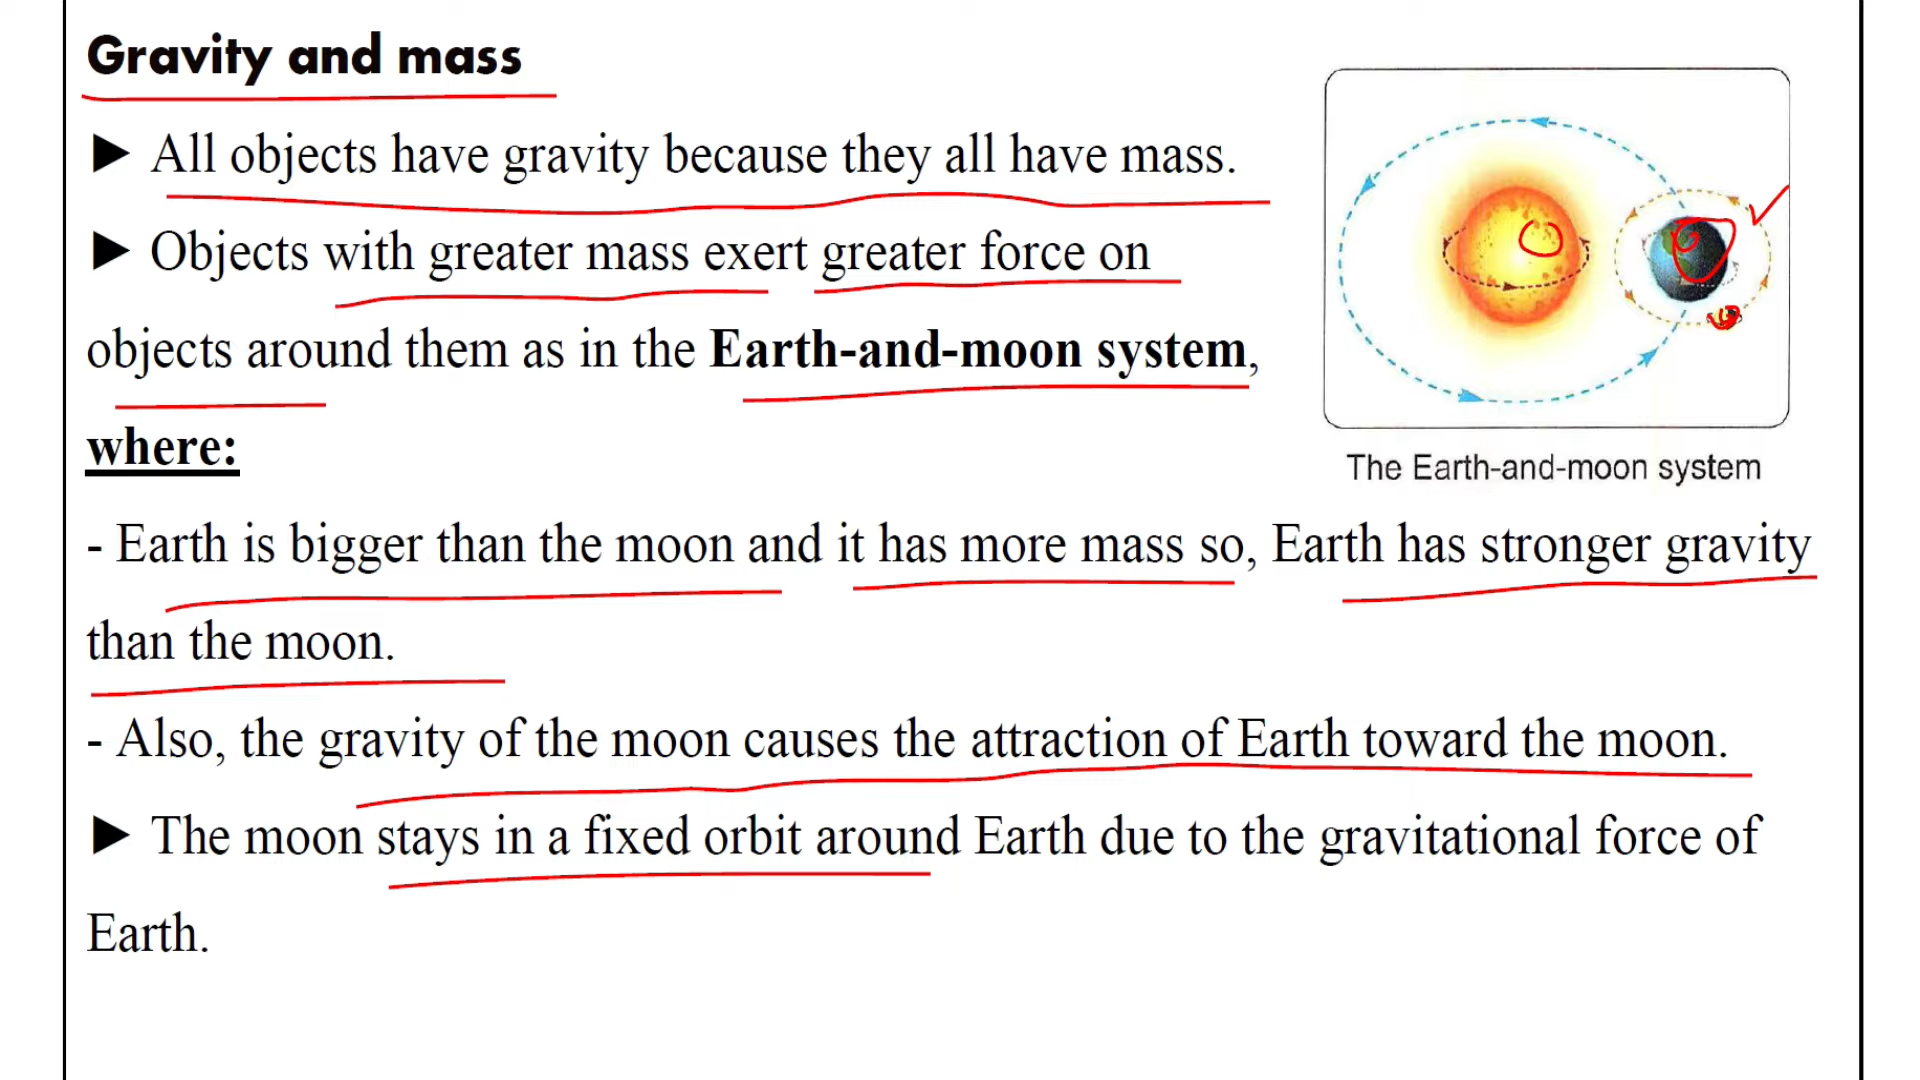 Gravity and mass
► All objects have gravity because they all have mass.
► Objects with greater mass exert greater force on
objects around them as in the Earth-and-moon system,
where:
The Earth-and-moon system
- Earth is bigger than the moon and it has more mass so, Earth has stronger gravity
than the moon.
- Also, the gravity of the moon causes the attraction of Earth toward the moon.
► The moon stays in a fixed orbit around Earth due to the gravitational force of
Earth.